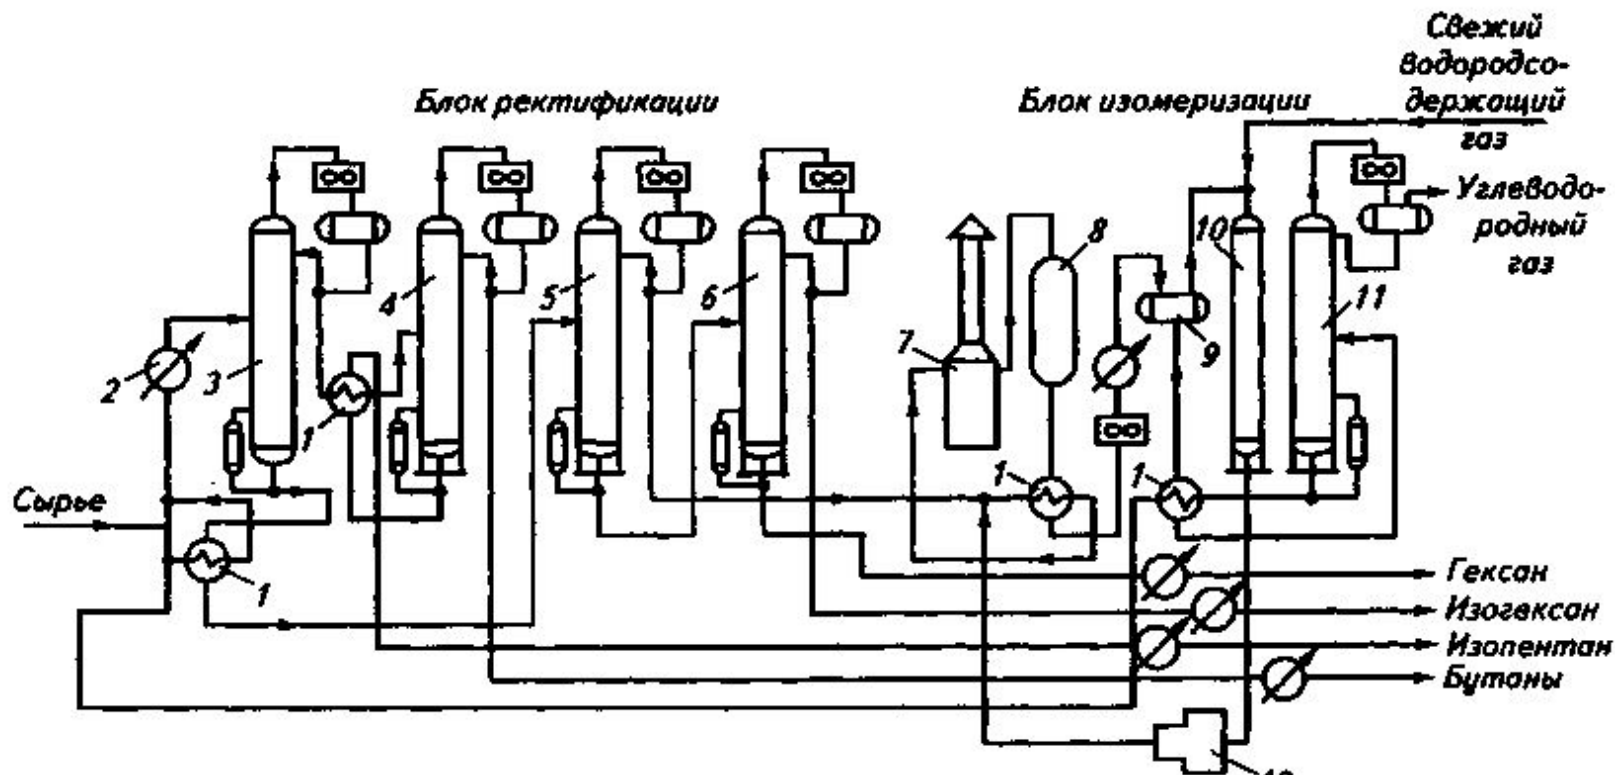 Свежий
водородсо-
держащий
газ
Блок ректификации
Блок изомеризации
Углеводо-
родный
газ
10
8
4
5
6
11
7
9
2
3
1
1
1
Сырье
1
Гексан
Изогексан
Изопентан
Бутаны